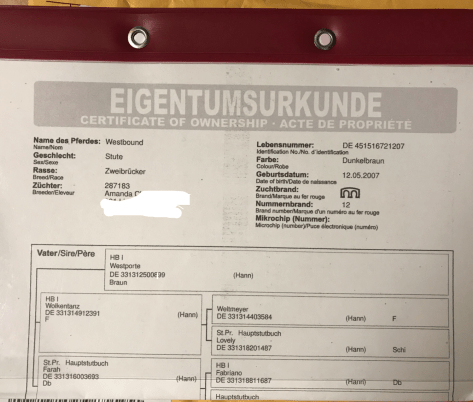 EIGENTUMSURKUNDE
CERTIFICATE OF OWNERSHIP - ACTE DE PROPRIÉTÉ
Name des Pferdes: Westbound
Name/Nom
Geschlecht: Stute
Sex/Sexe
Rasse: Zweibrücker
Breed/Race
Züchter: 287183
Breeder/Eleveur Amanda
Lebensnummer: DE 451516721207
Identification No./No. d'identification
Farbe: Dunkelbraun
Colour/Robe
Geburtsdatum: 12.05.2007
Date of birth/Date de naissance
Zuchtbrand:
Brand/Marque au fer rouge
Nummernbrand: 12
Brand number/Marque d'un numéro au fer rouge
Mikrochip (Nummer):
Microchip (number)/Puce électronique (numéro)
Vater/Sire/Père
HB I
Westporte
(Hann)
Braun
HB I
Wolkentanz
DE 331314912391 (Hann)
F
Weltmeyer
DE 331314403584 (Hann) F
St.Pr. Hauptstutbuch
Lovely
DE 331318201487 (Hann) Schi
St.Pr. Hauptstutbuch
Farah
DE 331316003693 (Hann)
Db
HB I
Fabriano
DE 331318811687 (Hann) Db
Hauptstutbuch